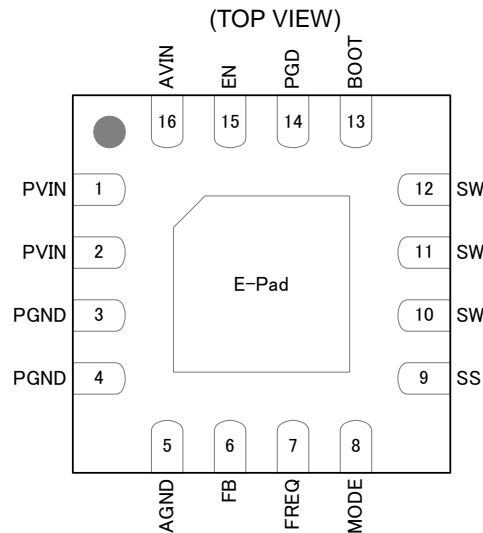 (TOP VIEW)
AVIN
EN
PGD
BOOT
16
15
14
13
PVIN 1
12 SW
PVIN 2
11 SW
E-Pad
PGND 3
10 SW
PGND 4
9 SS
5
6
7
8
AGND
FB
FREQ
MODE